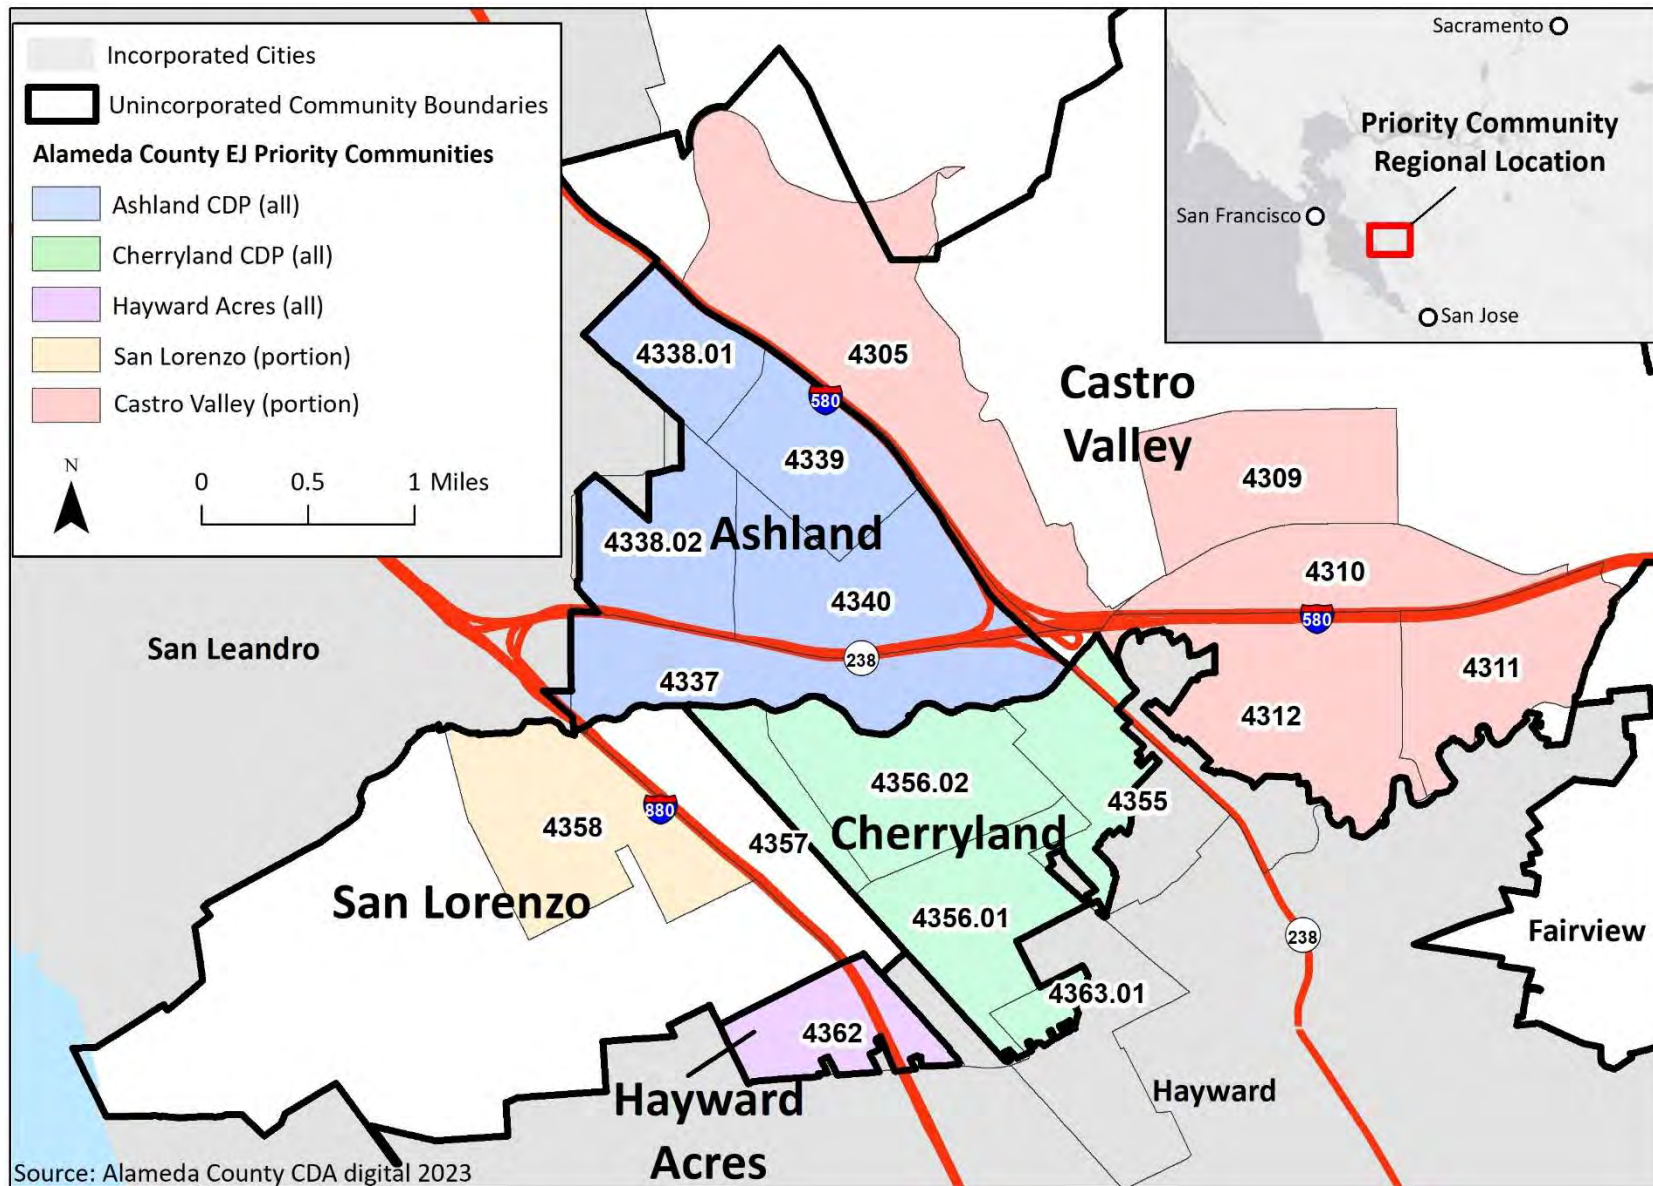 Incorporated Cities
Unincorporated Community Boundaries
Alameda County EJ Priority Communities
Ashland CDP (all)
Cherryland CDP (all)
Hayward Acres (all)
San Lorenzo (portion)
Castro Valley (portion)
N
0 0.5 1 Miles
Sacramento
Priority Community
Regional Location
San Francisco
San Jose
4338.01
4305
580
Castro
Valley
4339
4309
4338.02
Ashland
4310
4340
580
San Leandro
238
4311
4337
4312
4356.02
4355
880
4358
4357
Cherryland
San Lorenzo
4356.01
238
Fairview
4363.01
4362
Hayward
Acres
Hayward
Source: Alameda County CDA digital 2023